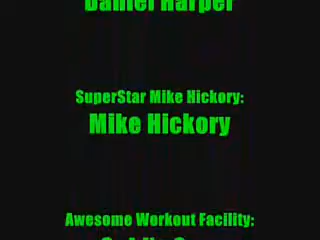 Daniel Harper
SuperStar Mike Hickory:
Mike Hickory
Awesome Workout Facility: